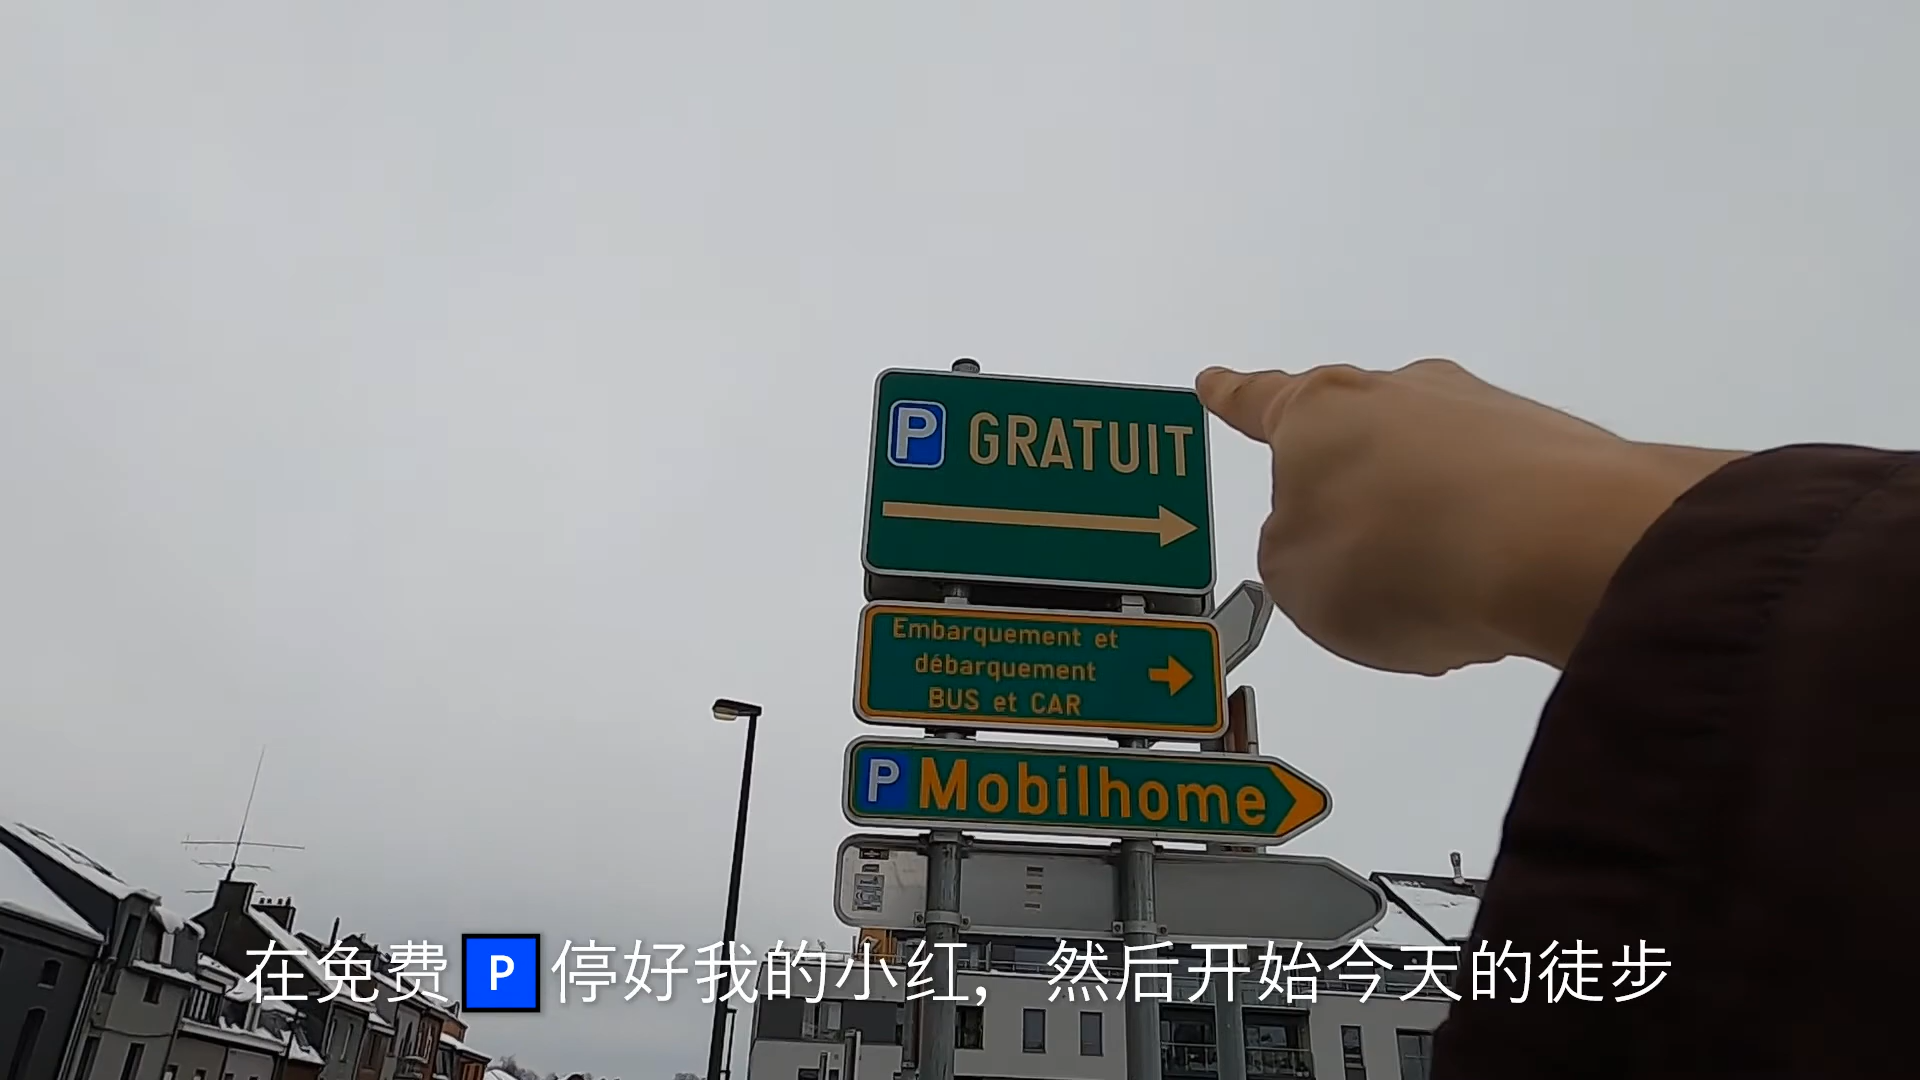 P GRATUIT
Embarquement et
débarquement
BUS et CAR
P Mobilhome
在免费🅿停好我的小红, 然后开始今天的徒步